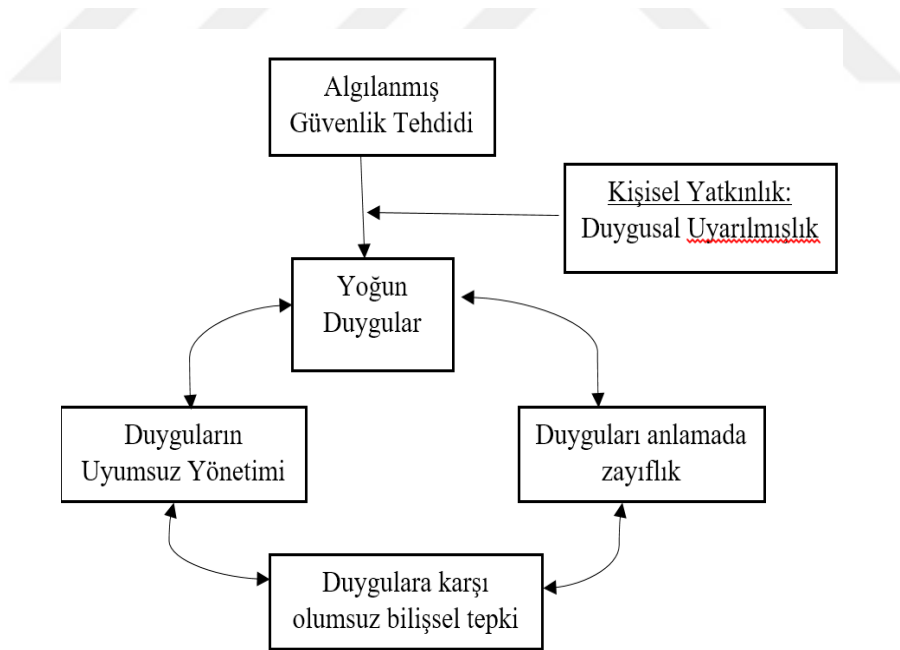 Algılanmış
Güvenlik Tehdidi
Kişisel Yatkınlık:
Duygusal Uyarılmışlık
Yoğun
Duygular
Duyguların
Uyumsuz Yönetimi
Duyguları anlamada
zayıflık
Duygulara karşı
olumsuz bilişsel tepki